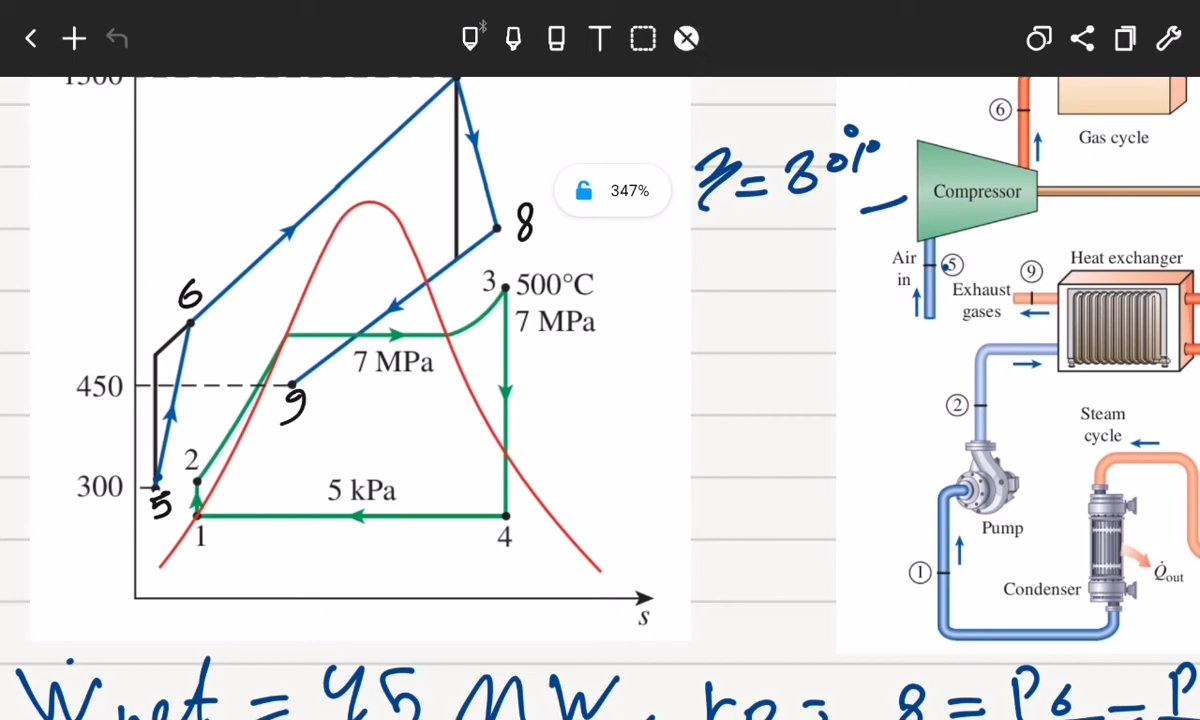 1300
347%
η = 80%
6
Gas cycle
Compressor
8
Air
in
5
9
Heat exchanger
Exhaust
gases
3
500°C
7 MPa
6
7 MPa
450
9
2
Steam
cycle
2
300
5
5 kPa
Pump
1
4
1
Condenser
Q̇out
s
Ẇnet = 45 MW, rp = 8 = P6 = P